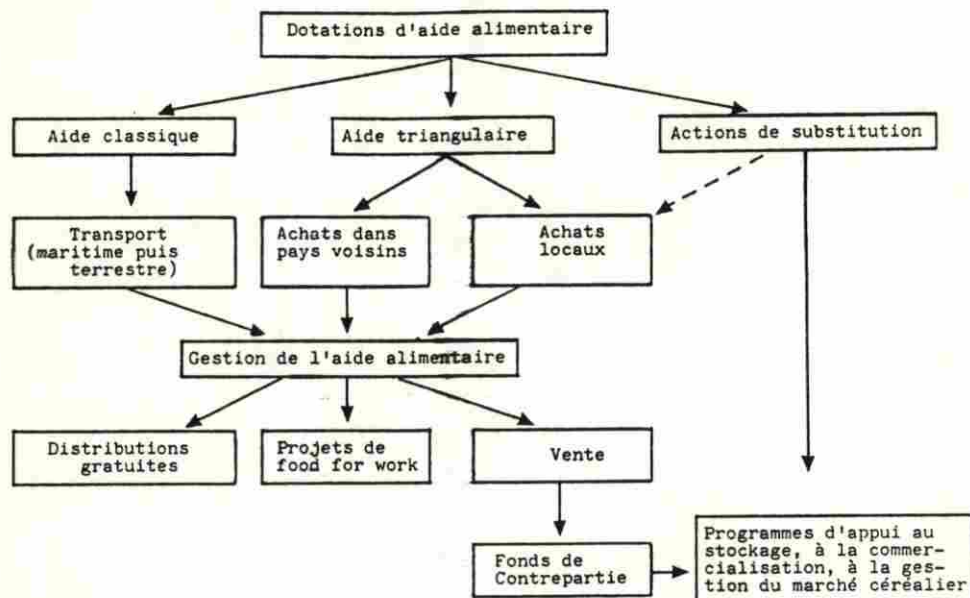 Dotations d'aide alimentaire
Aide classique
Aide triangulaire
Actions de substitution
Transport
(maritime puis
terrestre)
Achats dans
pays voisins
Achats
locaux
Gestion de l'aide alimentaire
Distributions
gratuites
Projets de
food for work
Vente
Fonds de
Contrepartie
Programmes d'appui au
stockage, à la commer-
cialisation, à la ges-
tion du marché céréalier